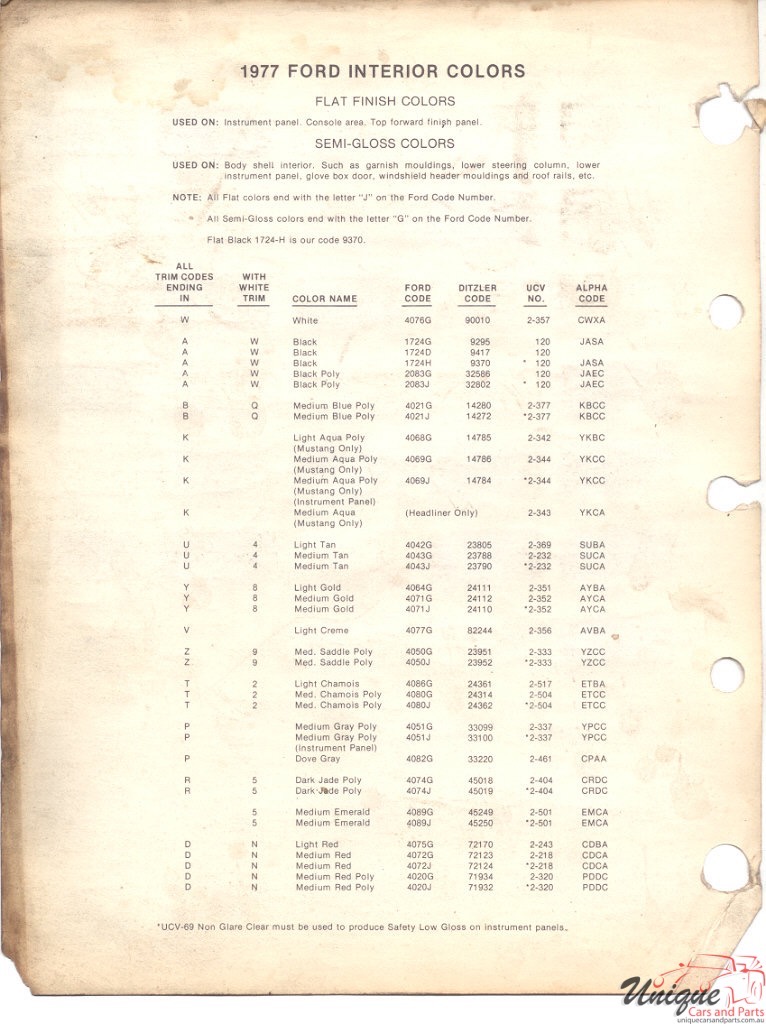 1977 FORD INTERIOR COLORS
FLAT FINISH COLORS
USED ON: Instrument panel. Console area. Top forward finish panel.
SEMI-GLOSS COLORS
USED ON: Body shell interior. Such as garnish mouldings, lower steering column, lower
instrument panel, glove box door, windshield header mouldings and roof rails, etc.
NOTE: All Flat colors end with the letter "J" on the Ford Code Number.
All Semi-Gloss colors end with the letter "G" on the Ford Code Number.
Flat Black 1724-H is our code 9370.
ALL
TRIM CODES WITH
ENDING WHITE FORD DITZLER UCV ALPHA
IN TRIM COLOR NAME CODE CODE NO. CODE
W White 4076G 90010 2-357 CWXA
A W Black 1724G 9295 120 JASA
A W Black 1724D 9417 120
A W Black 1724H 9370 * 120 JASA
A W Black Poly 2083G 32586 120 JAEC
A W Black Poly 2083J 32802 * 120 JAEC
B Q Medium Blue Poly 4021G 14280 2-377 KBCC
B Q Medium Blue Poly 4021J 14272 *2-377 KBCC
K Light Aqua Poly 4068G 14785 2-342 YKBC
(Mustang Only)
K Medium Aqua Poly 4069G 14786 2-344 YKCC
(Mustang Only)
K Medium Aqua Poly 4069J 14784 *2-344 YKCC
(Mustang Only)
(Instrument Panel)
K Medium Aqua (Headliner Only) 2-343 YKCA
(Mustang Only)
U 4 Light Tan 4042G 23805 2-369 SUBA
U 4 Medium Tan 4043G 23788 2-232 SUCA
U 4 Medium Tan 4043J 23790 *2-232 SUCA
Y 8 Light Gold 4064G 24111 2-351 AYBA
Y 8 Medium Gold 4071G 24112 2-352 AYCA
Y 8 Medium Gold 4071J 24110 *2-352 AYCA
V Light Creme 4077G 82244 2-356 AVBA
Z 9 Med. Saddle Poly 4050G 23951 2-333 YZCC
Z 9 Med. Saddle Poly 4050J 23952 *2-333 YZCC
T 2 Light Chamois 4086G 24361 2-517 ETBA
T 2 Med. Chamois Poly 4080G 24314 2-504 ETCC
T 2 Med. Chamois Poly 4080J 24362 *2-504 ETCC
P Medium Gray Poly 4051G 33099 2-337 YPCC
P Medium Gray Poly 4051J 33100 *2-337 YPCC
(Instrument Panel)
P Dove Gray 4082G 33220 2-461 CPAA
R 5 Dark Jade Poly 4074G 45018 2-404 CRDC
R 5 Dark Jade Poly 4074J 45019 *2-404 CRDC
5 Medium Emerald 4089G 45249 2-501 EMCA
5 Medium Emerald 4089J 45250 *2-501 EMCA
D N Light Red 4075G 72170 2-243 CDBA
D N Medium Red 4072G 72123 2-218 CDCA
D N Medium Red 4072J 72124 *2-218 CDCA
D N Medium Red Poly 4020G 71934 2-320 PDDC
D N Medium Red Poly 4020J 71932 *2-320 PDDC
*UCV-69 Non Glare Clear must be used to produce Safety Low Gloss on instrument panels.
Unique
Cars and Parts
uniquecarsandparts.com.au